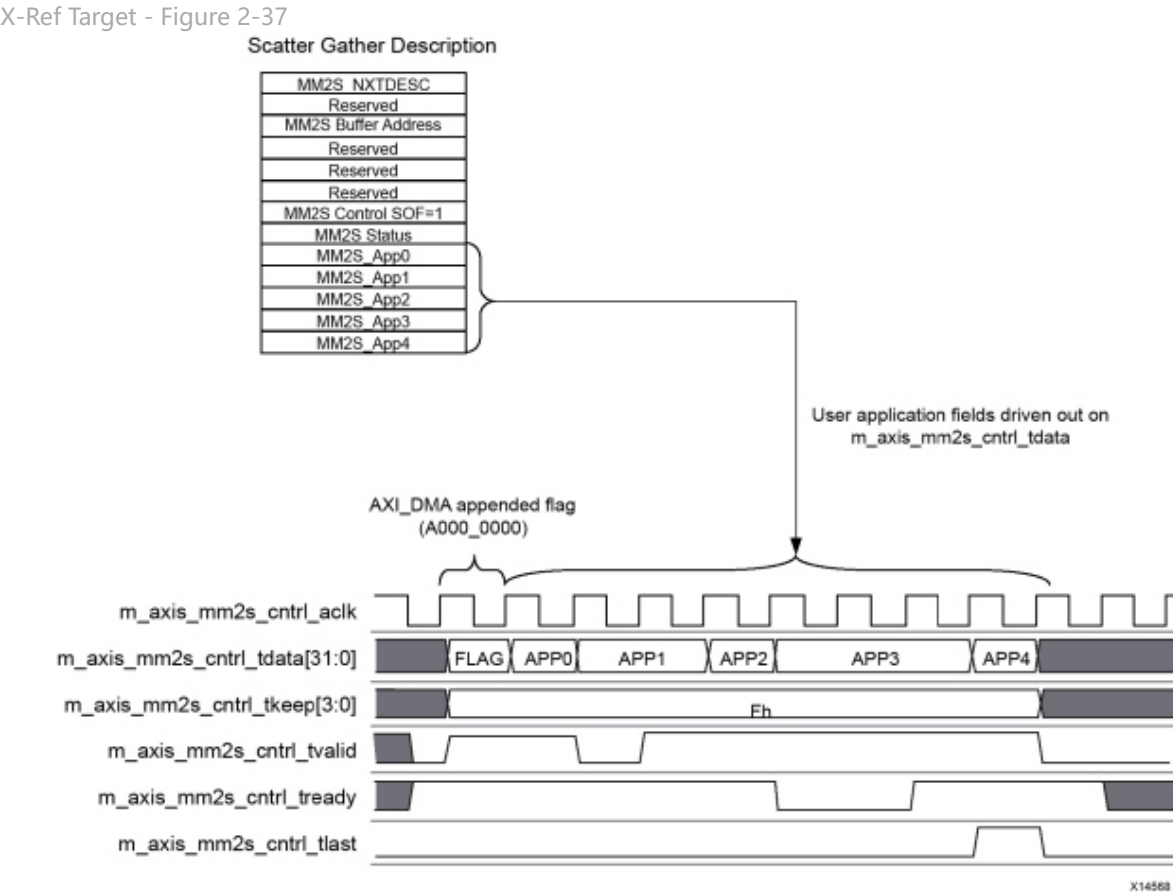 X-Ref Target - Figure 2-37
Scatter Gather Description
MM2S_NXTDESC
Reserved
MM2S Buffer Address
Reserved
Reserved
Reserved
MM2S Control SOF=1
MM2S Status
MM2S_App0
MM2S_App1
MM2S_App2
MM2S_App3
MM2S_App4
User application fields driven out on
m_axis_mm2s_cntrl_tdata
AXI_DMA appended flag
(A000_0000)
m_axis_mm2s_cntrl_aclk
m_axis_mm2s_cntrl_tdata[31:0] FLAG APP0 APP1 APP2 APP3 APP4
m_axis_mm2s_cntrl_tkeep[3:0] Fh
m_axis_mm2s_cntrl_tvalid
m_axis_mm2s_cntrl_tready
m_axis_mm2s_cntrl_tlast
X14568